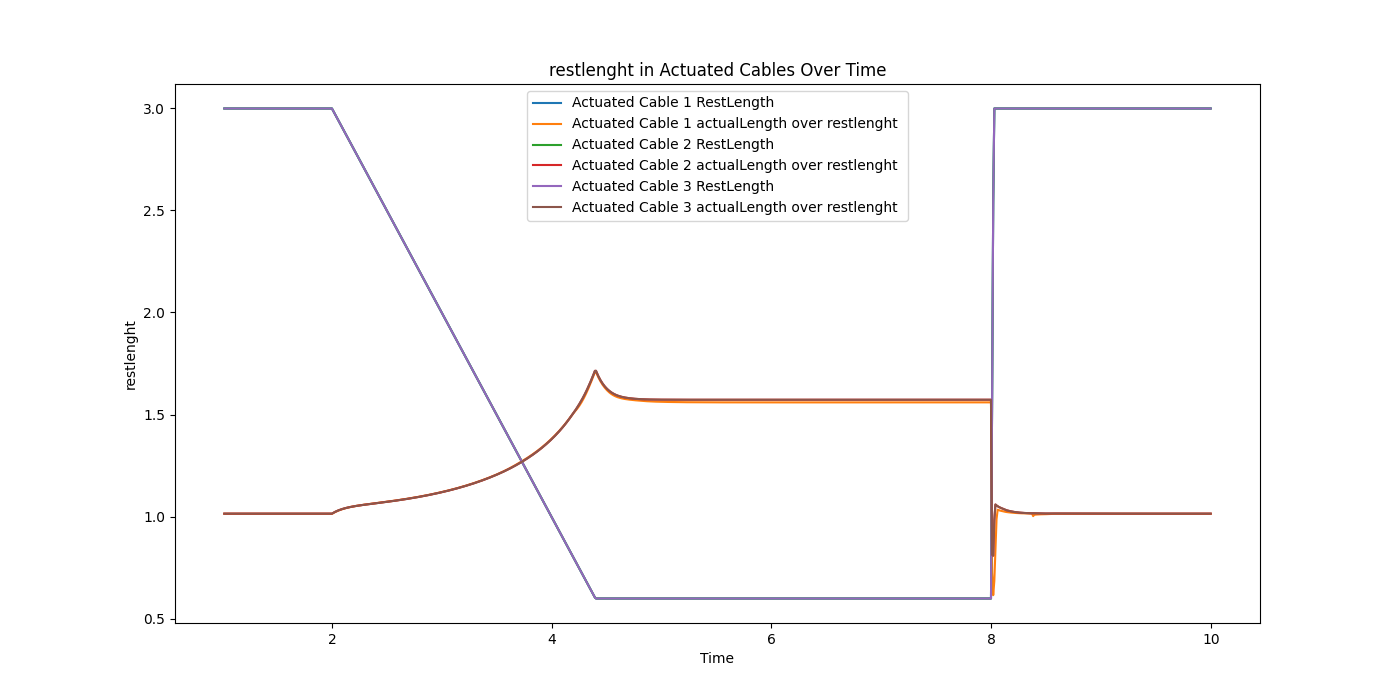 restlenght in Actuated Cables Over Time
Actuated Cable 1 RestLength
Actuated Cable 1 actualLength over restlenght
Actuated Cable 2 RestLength
Actuated Cable 2 actualLength over restlenght
Actuated Cable 3 RestLength
Actuated Cable 3 actualLength over restlenght
restlenght
3.0
2.5
2.0
1.5
1.0
0.5
2 4 6 8 10
Time